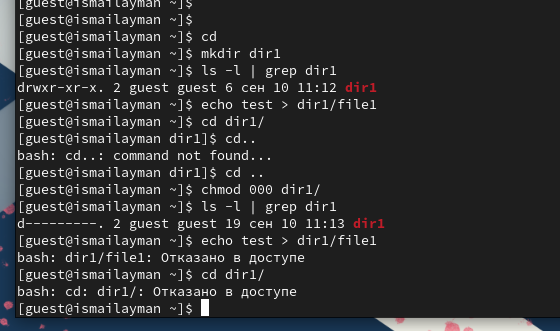 [guest@ismailayman ~]$
[guest@ismailayman ~]$
[guest@ismailayman ~]$ cd
[guest@ismailayman ~]$ mkdir dir1
[guest@ismailayman ~]$ ls -l | grep dir1
drwxr-xr-x. 2 guest guest 6 сен 10 11:12 dir1
[guest@ismailayman ~]$ echo test > dir1/file1
[guest@ismailayman ~]$ cd dir1/
[guest@ismailayman dir1]$ cd..
bash: cd..: command not found...
[guest@ismailayman dir1]$ cd ..
[guest@ismailayman ~]$ chmod 000 dir1/
[guest@ismailayman ~]$ ls -l | grep dir1
d---------. 2 guest guest 19 сен 10 11:13 dir1
[guest@ismailayman ~]$ echo test > dir1/file1
bash: dir1/file1: Отказано в доступе
[guest@ismailayman ~]$ cd dir1/
bash: cd: dir1/: Отказано в доступе
[guest@ismailayman ~]$